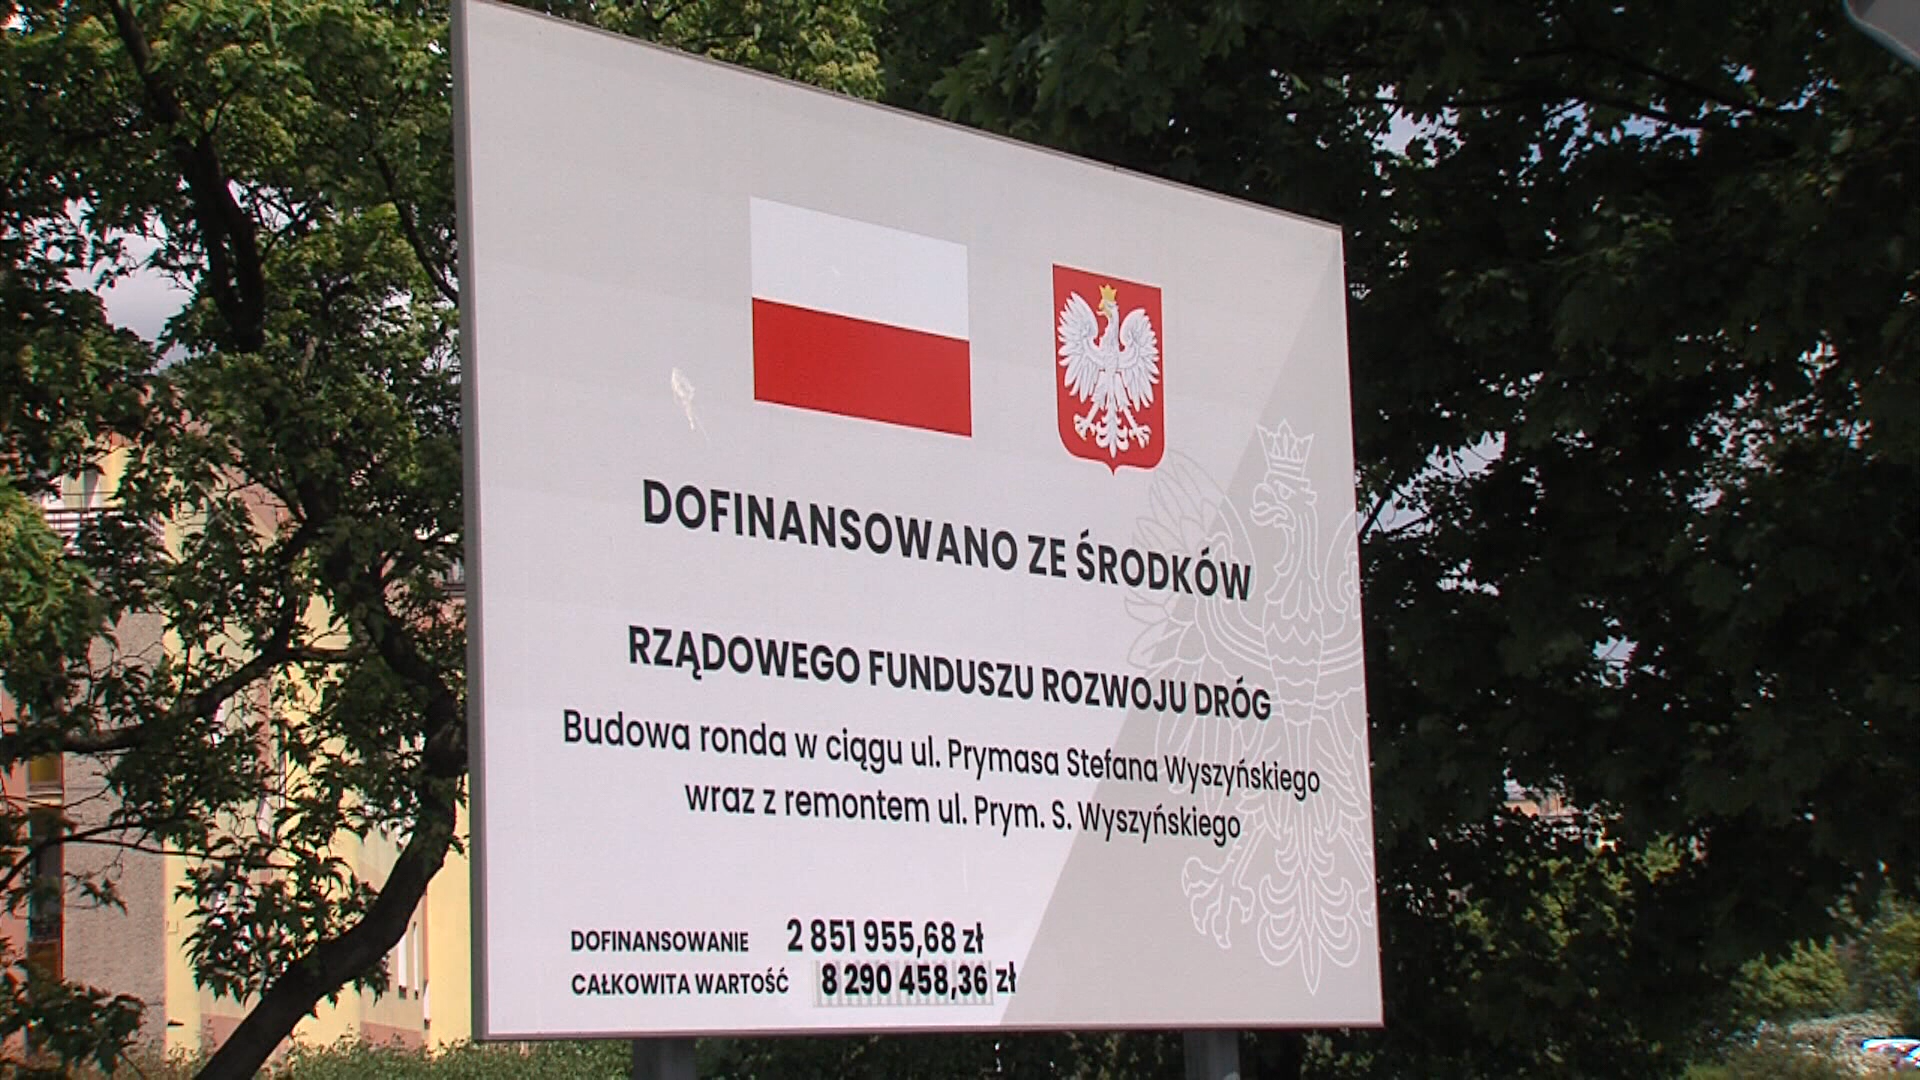 DOFINANSOWANO ZE ŚRODKÓW
RZĄDOWEGO FUNDUSZU ROZWOJU DRÓG
Budowa ronda w ciągu ul. Prymasa Stefana Wyszyńskiego
wraz z remontem ul. Prym. S. Wyszyńskiego
DOFINANSOWANIE 2 851 955,68 zł
CAŁKOWITA WARTOŚĆ 8 290 458,36 zł